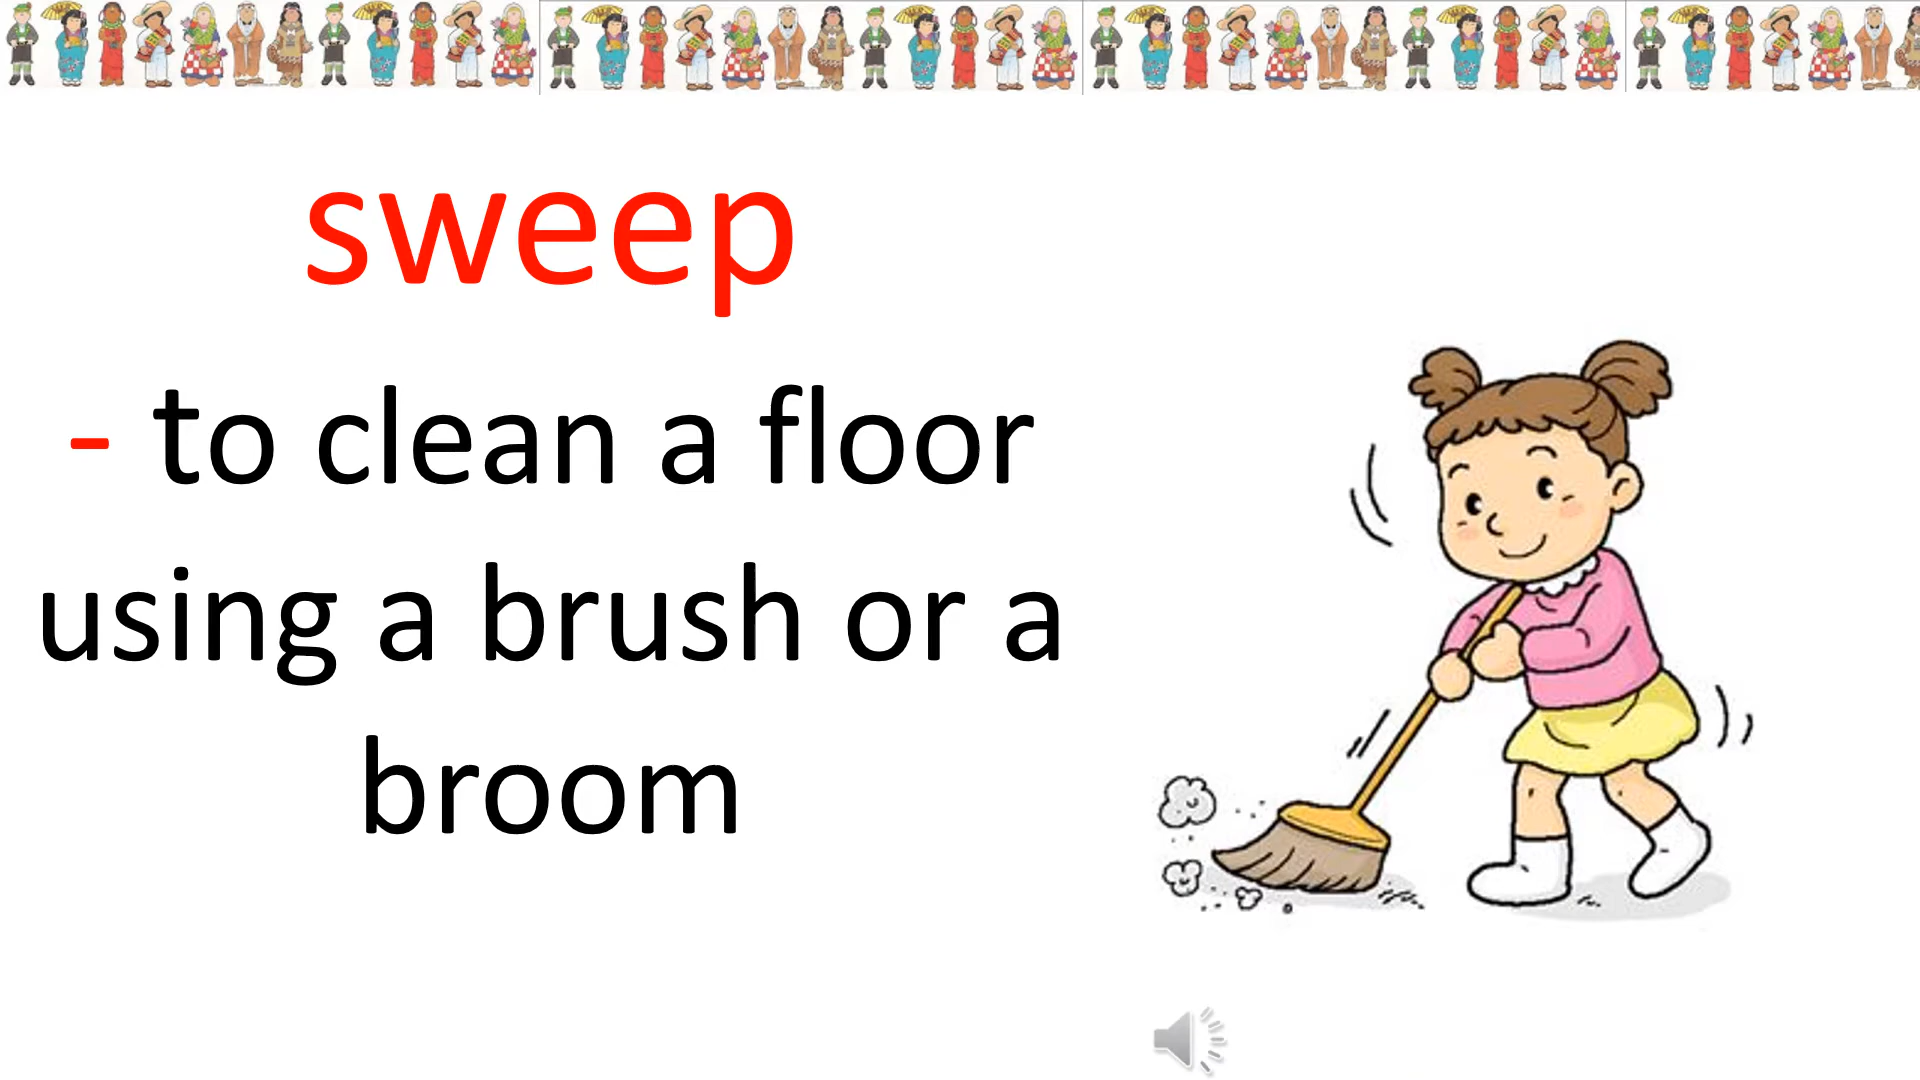 sweep
- to clean a floor
using a brush or a
broom